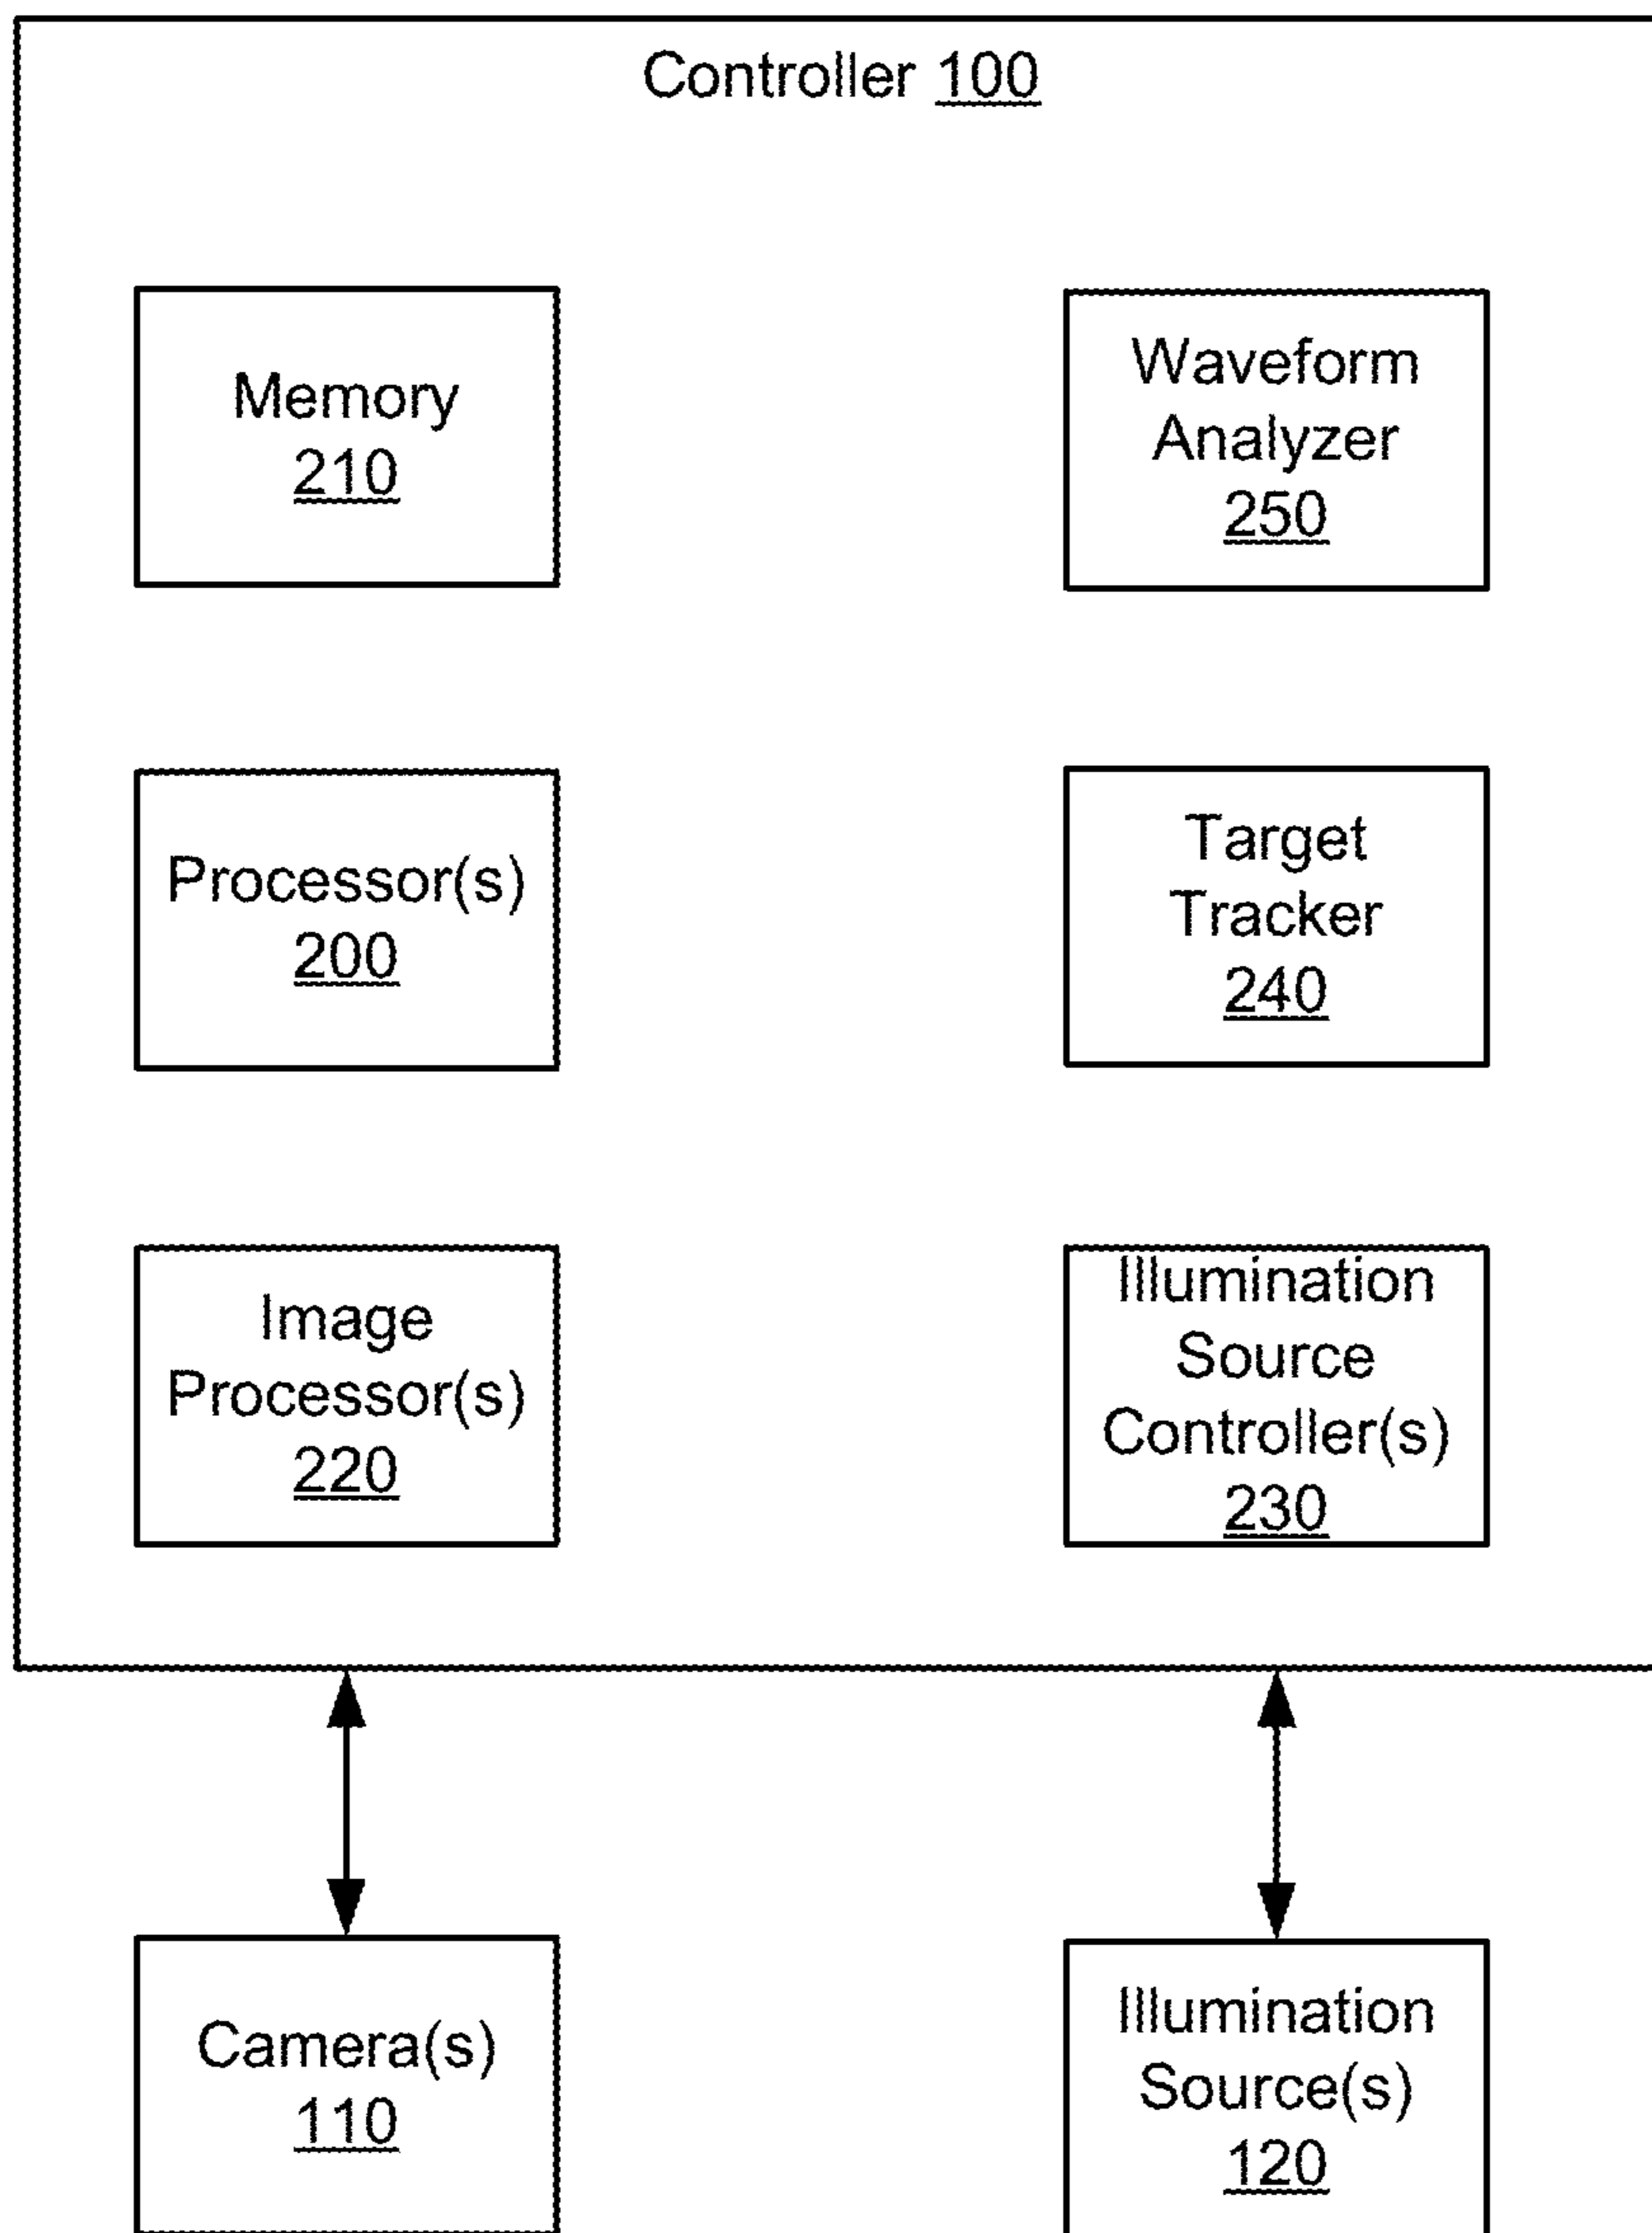 Controller 100
Memory
210
Waveform
Analyzer
250
Processor(s)
200
Target
Tracker
240
Image
Processor(s)
220
Illumination
Source
Controller(s)
230
Camera(s)
110
Illumination
Source(s)
120